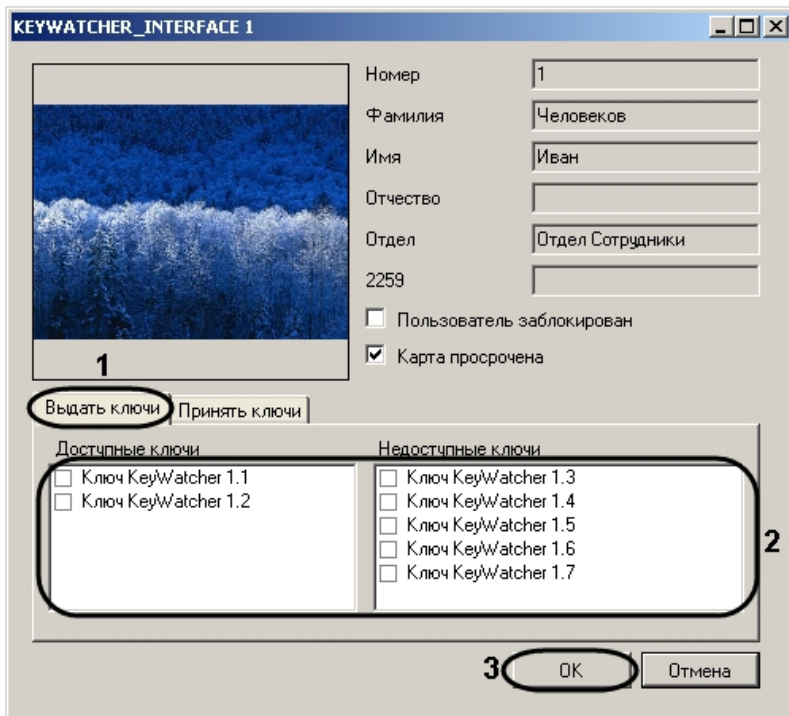 KEYWATCHER_INTERFACE 1
Номер 1
Фамилия Человеков
Имя Иван
Отчество
Отдел Отдел Сотрудники
2259
Пользователь заблокирован
Карта просрочена
1
Выдать ключи Принять ключи
Доступные ключи Недоступные ключи
Ключ KeyWatcher 1.1 Ключ KeyWatcher 1.3
Ключ KeyWatcher 1.2 Ключ KeyWatcher 1.4
Ключ KeyWatcher 1.5
Ключ KeyWatcher 1.6
Ключ KeyWatcher 1.7
2
3 OK Отмена